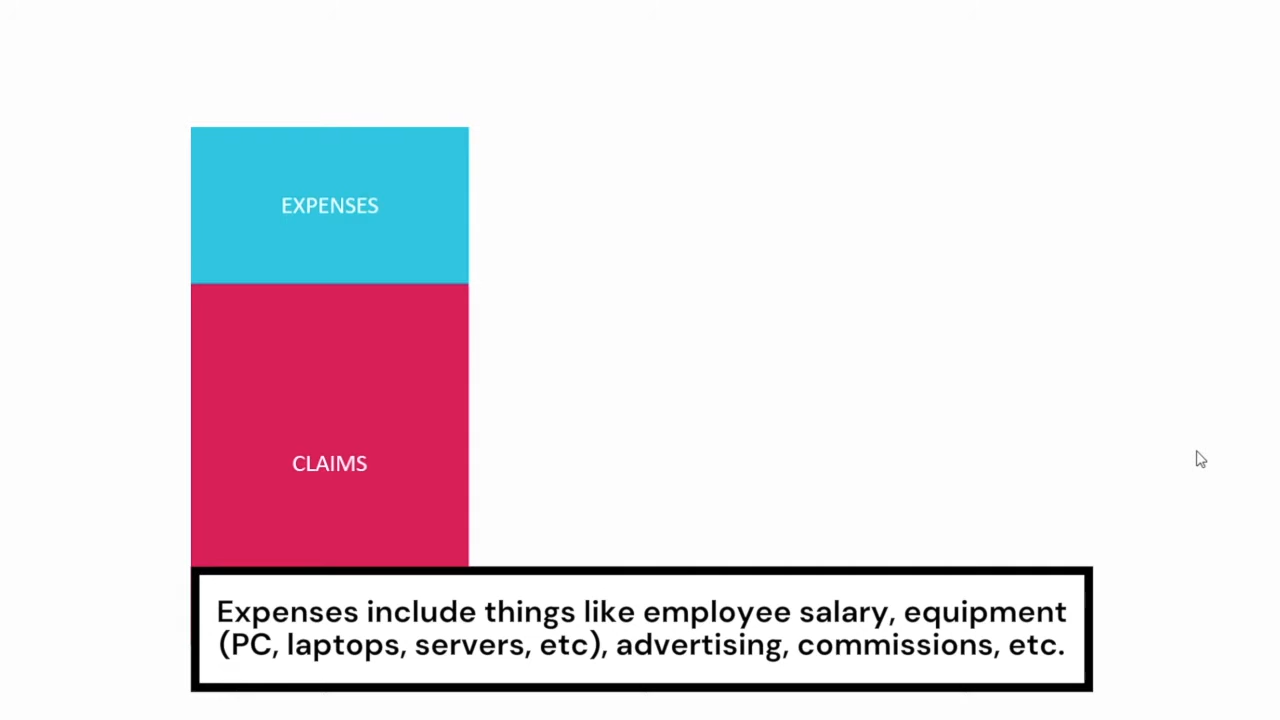 EXPENSES
CLAIMS
Expenses include things like employee salary, equipment
(PC, laptops, servers, etc), advertising, commissions, etc.